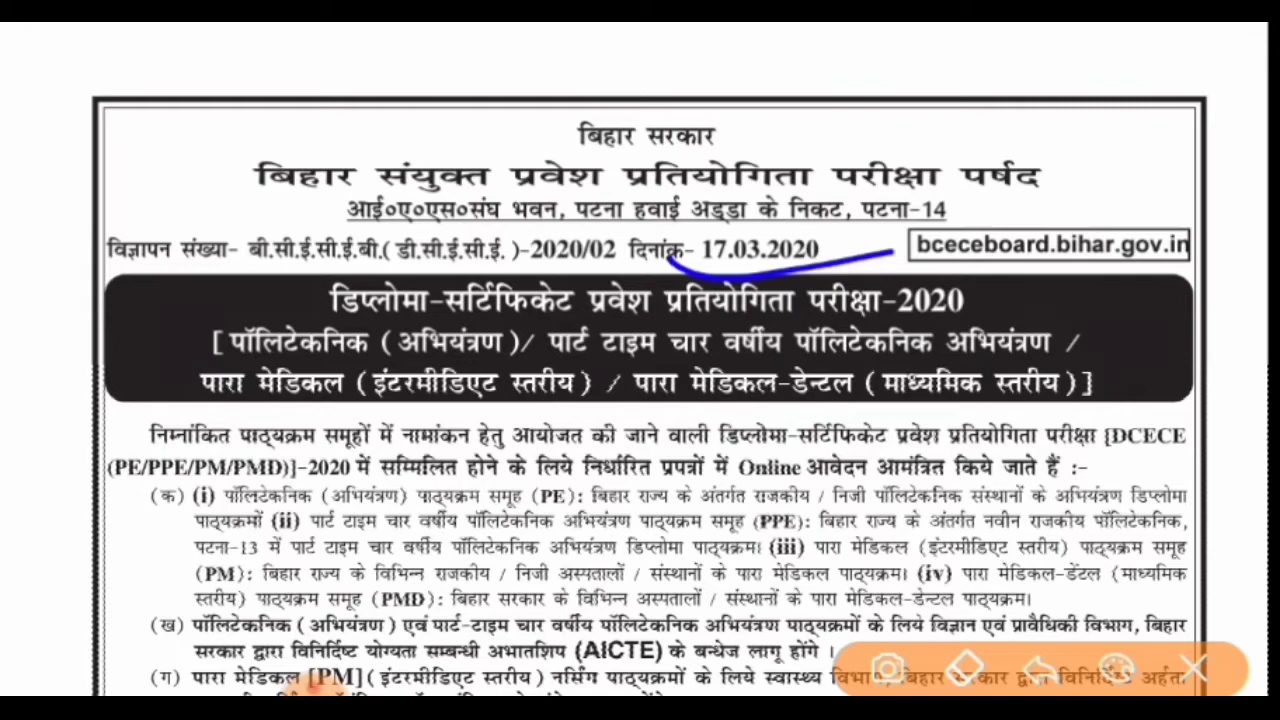 बिहार सरकार
बिहार संयुक्त प्रवेश प्रतियोगिता परीक्षा पर्षद
आई०ए०एस०संघ भवन, पटना हवाई अड्डा के निकट, पटना-14
विज्ञापन संख्या- बी.सी.ई.सी.ई.बी.( डी.सी.ई.सी.ई. )-2020/02 दिनांक- 17.03.2020 bceceboard.bihar.gov.in
डिप्लोमा-सर्टिफिकेट प्रवेश प्रतियोगिता परीक्षा-2020
[ पॉलिटेकनिक ( अभियंत्रण )/ पार्ट टाइम चार वर्षीय पॉलिटेकनिक अभियंत्रण /
पारा मेडिकल ( इंटरमीडिएट स्तरीय ) / पारा मेडिकल-डेन्टल ( माध्यमिक स्तरीय )]
निम्नांकित पाठ्यक्रम समूहों में नामांकन हेतु आयोजत की जाने वाली डिप्लोमा-सर्टिफिकेट प्रवेश प्रतियोगिता परीक्षा [DCECE
(PE/PPE/PM/PMD)]-2020 में सम्मिलित होने के लिये निर्धारित प्रपत्रों में Online आवेदन आमंत्रित किये जाते हैं :-
(क) (i) पॉलिटेकनिक (अभियंत्रण) पाठ्यक्रम समूह (PE): बिहार राज्य के अंतर्गत राजकीय / निजी पॉलिटेकनिक संस्थानों के अभियंत्रण डिप्लोमा
पाठ्यक्रमों (ii) पार्ट टाइम चार वर्षीय पॉलिटेकनिक अभियंत्रण पाठ्यक्रम समूह (PPE): बिहार राज्य के अंतर्गत नवीन राजकीय पॉलिटेकनिक,
पटना-13 में पार्ट टाइम चार वर्षीय पॉलिटेकनिक अभियंत्रण डिप्लोमा पाठ्यक्रम। (iii) पारा मेडिकल (इंटरमीडिएट स्तरीय) पाठ्यक्रम समूह
(PM): बिहार राज्य के विभिन्न राजकीय / निजी अस्पतालों / संस्थानों के पारा मेडिकल पाठ्यक्रम। (iv) पारा मेडिकल-डेंटल (माध्यमिक
स्तरीय) पाठ्यक्रम समूह (PMD): बिहार सरकार के विभिन्न अस्पतालों / संस्थानों के पारा मेडिकल-डेन्टल पाठ्यक्रम।
(ख) पॉलिटेकनिक (अभियंत्रण) एवं पार्ट-टाइम चार वर्षीय पॉलिटेकनिक अभियंत्रण पाठ्यक्रमों के लिये विज्ञान एवं प्रावैधिकी विभाग, बिहार
सरकार द्वारा विनिर्दिष्ट योग्यता सम्बन्धी अभातशिप (AICTE) के बन्धेज लागू होंगे ।
(ग) पारा मेडिकल [PM] (इंटरमीडिएट स्तरीय) नर्सिंग पाठ्यक्रमों के लिये स्वास्थ्य विभाग, बिहार सरकार द्वारा विनिर्दिष्ट अर्हता